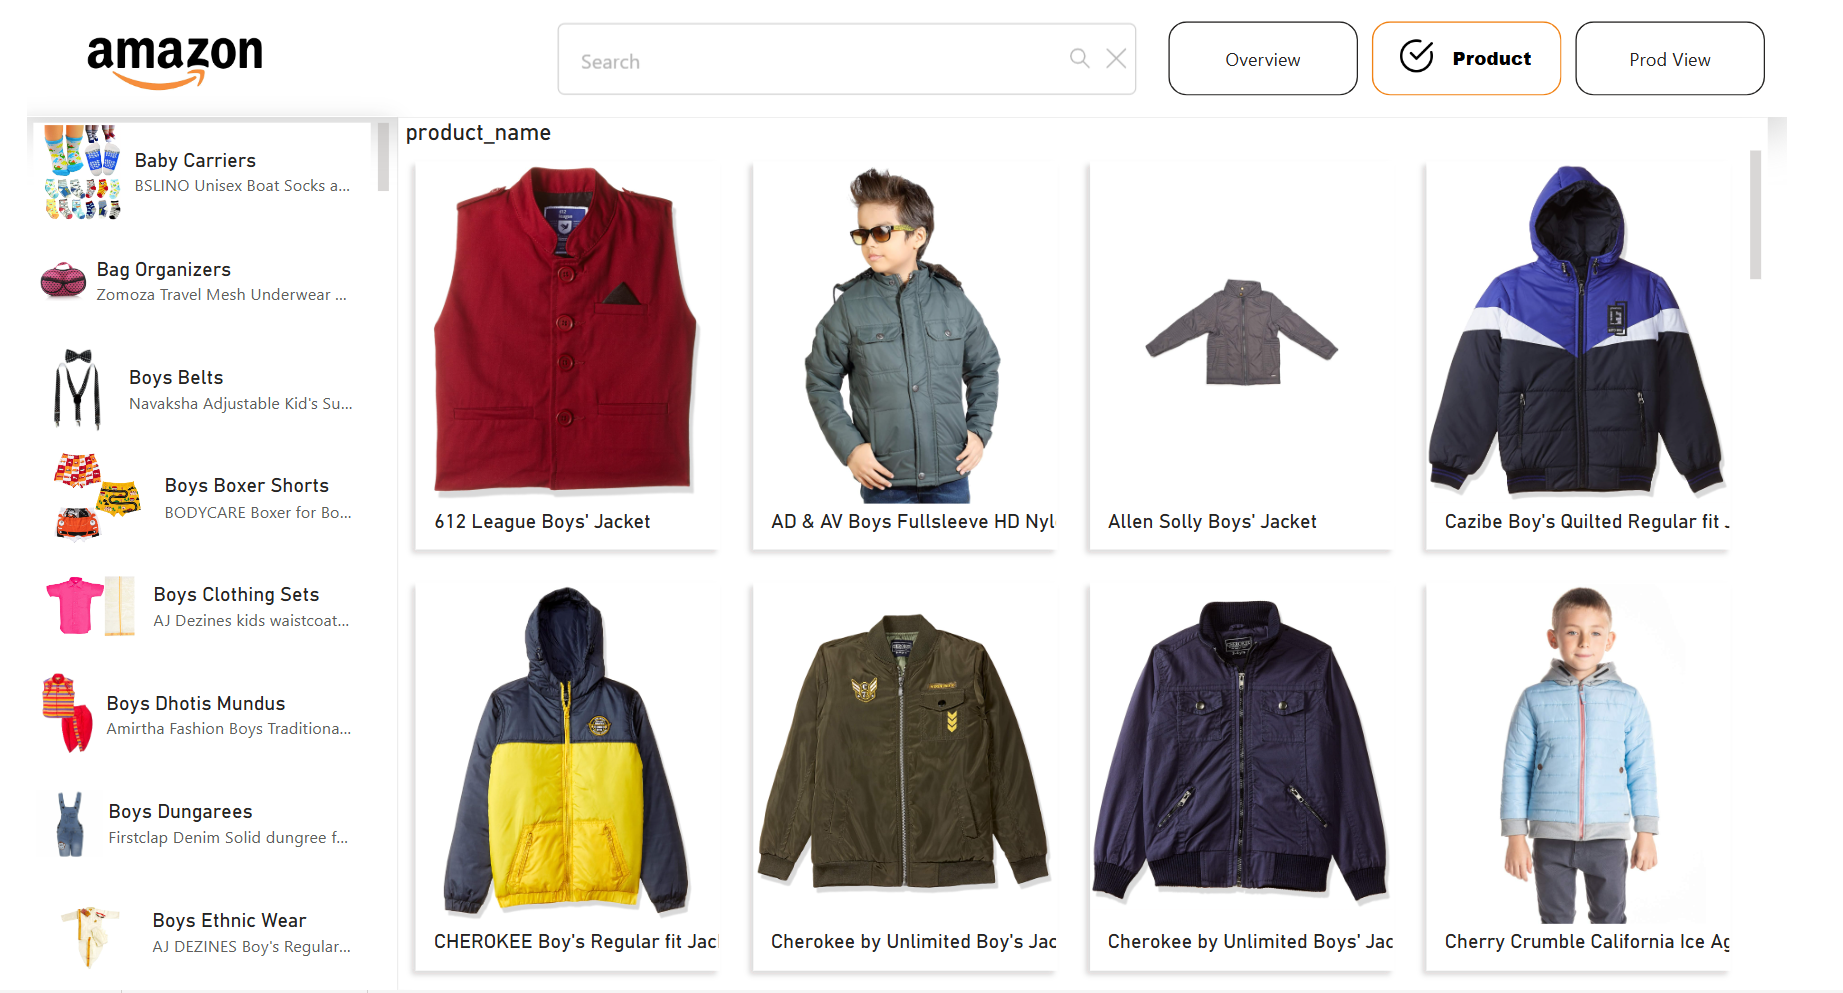 amazon
Search
Overview
Product
Prod View
Baby Carriers
BSLINO Unisex Boat Socks a...
Bag Organizers
Zomoza Travel Mesh Underwear ...
Boys Belts
Navaksha Adjustable Kid's Su...
Boys Boxer Shorts
BODYCARE Boxer for Bo...
Boys Clothing Sets
AJ Dezines kids waistcoat...
Boys Dhotis Mundus
Amirtha Fashion Boys Traditiona...
Boys Dungarees
Firstclap Denim Solid dungree f...
Boys Ethnic Wear
AJ DEZINES Boy's Regular...
product_name
612 League Boys' Jacket
AD & AV Boys Fullsleeve HD Nyl
Allen Solly Boys' Jacket
Cazibe Boy's Quilted Regular fit
CHEROKEE Boy's Regular fit Jac
Cherokee by Unlimited Boy's Jac
Cherokee by Unlimited Boys' Jac
Cherry Crumble California Ice Ag